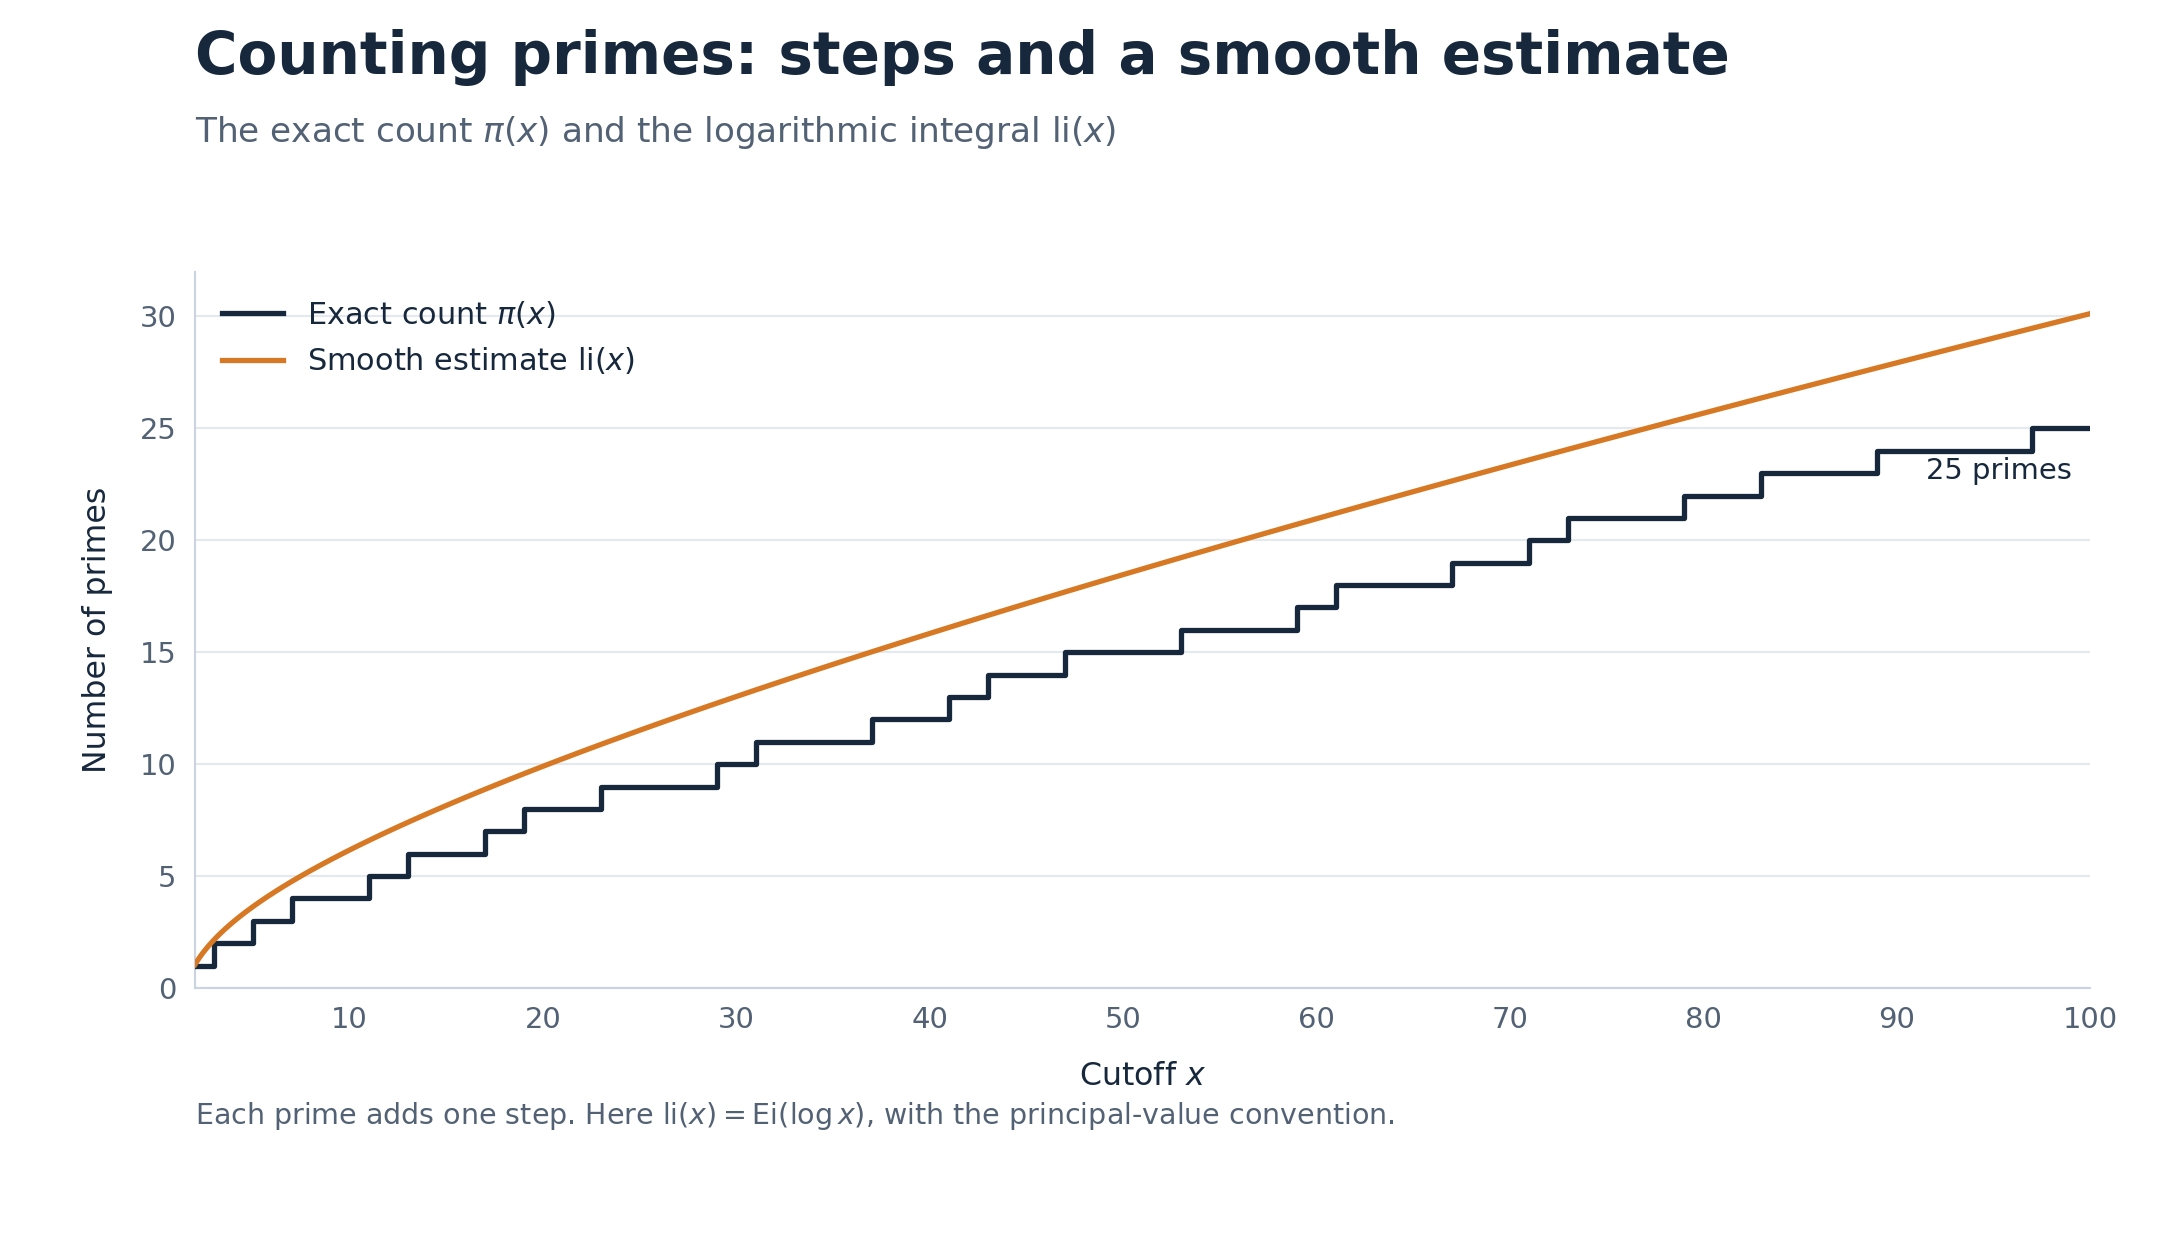 Counting primes: steps and a smooth estimate
The exact count π(x) and the logarithmic integral li(x)
Exact count π(x)
Smooth estimate li(x)
30
25
20
15
10
5
0
Number of primes
25 primes
10 20 30 40 50 60 70 80 90 100
Cutoff x
Each prime adds one step. Here li(x) = Ei(log x), with the principal-value convention.